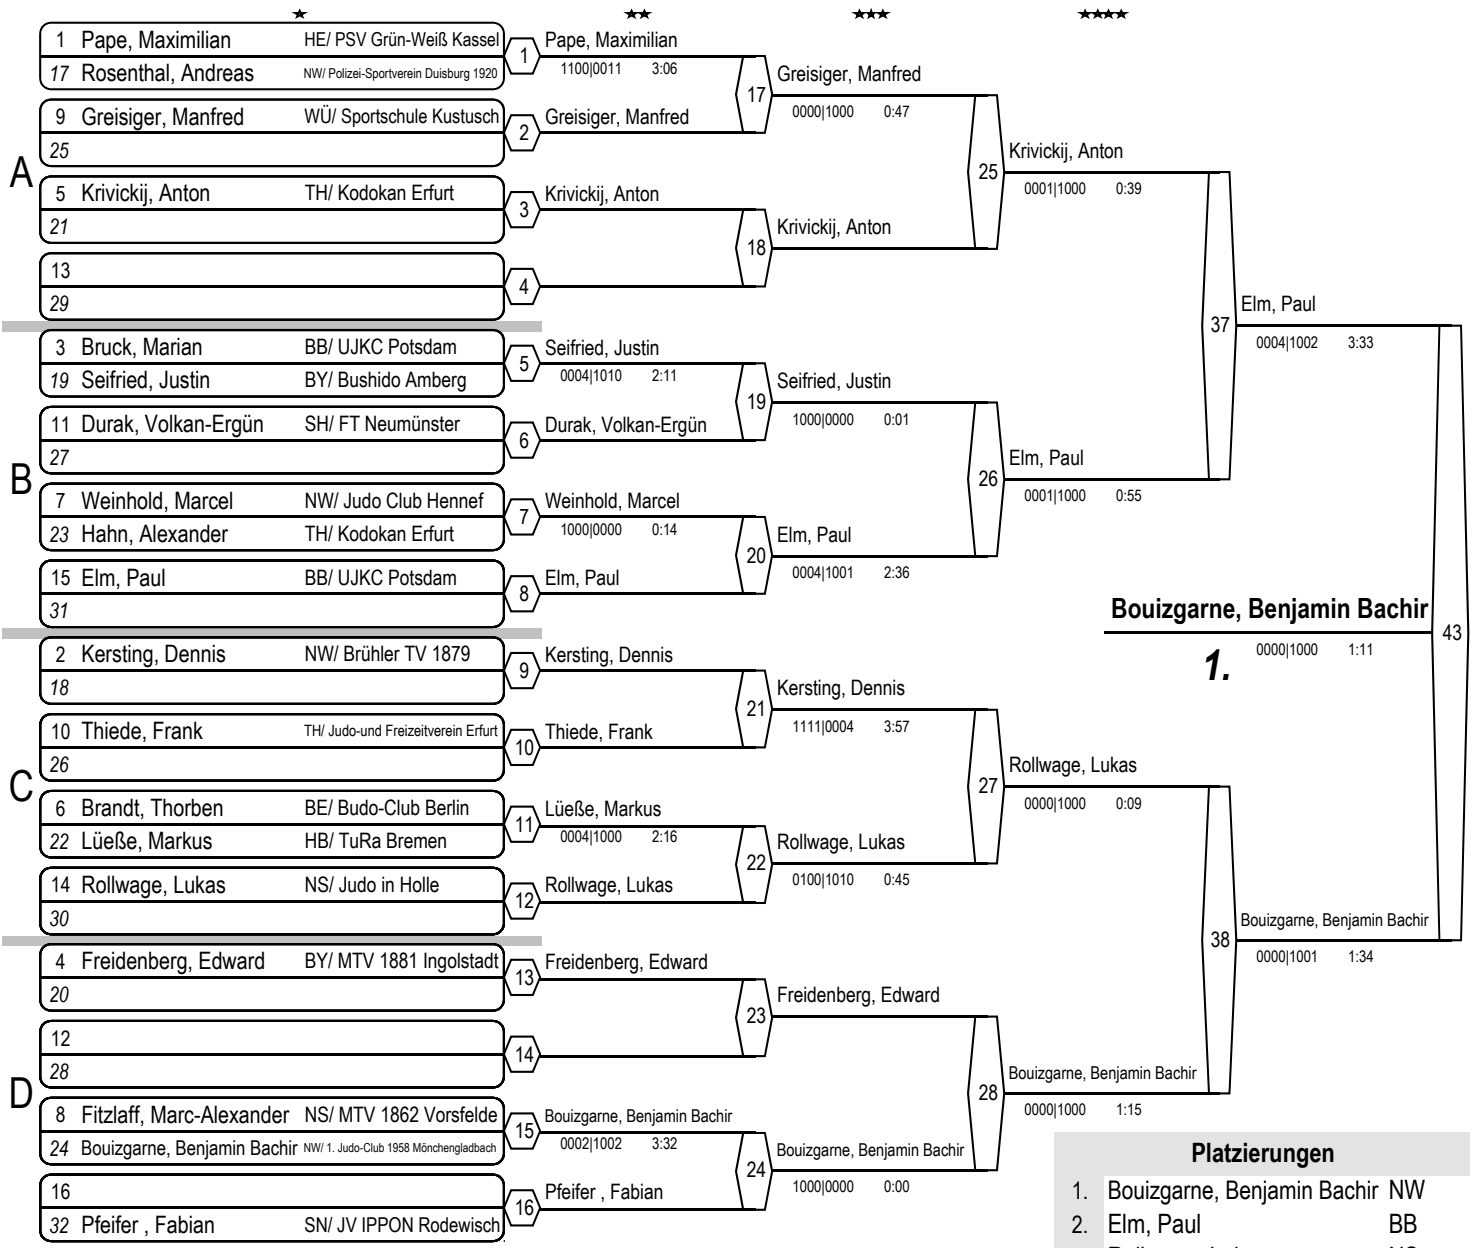 ★ ★★ ★★★ ★★★★
A
1 Pape, Maximilian HE/ PSV Grün-Weiß Kassel
17 Rosenthal, Andreas NW/ Polizei-Sportverein Duisburg 1920
9 Greisiger, Manfred WÜ/ Sportschule Kustusch
25
5 Krivickij, Anton TH/ Kodokan Erfurt
21
13
29
B
3 Bruck, Marian BB/ UJKC Potsdam
19 Seifried, Justin BY/ Bushido Amberg
11 Durak, Volkan-Ergün SH/ FT Neumünster
27
7 Weinhold, Marcel NW/ Judo Club Hennef
23 Hahn, Alexander TH/ Kodokan Erfurt
15 Elm, Paul BB/ UJKC Potsdam
31
C
2 Kersting, Dennis NW/ Brühler TV 1879
18
10 Thiede, Frank TH/ Judo-und Freizeitverein Erfurt
26
6 Brandt, Thorben BE/ Budo-Club Berlin
22 Lüeße, Markus HB/ TuRa Bremen
14 Rollwage, Lukas NS/ Judo in Holle
30
D
4 Freidenberg, Edward BY/ MTV 1881 Ingolstadt
20
12
28
8 Fitzlaff, Marc-Alexander NS/ MTV 1862 Vorsfelde
24 Bouizgarne, Benjamin Bachir NW/ 1. Judo-Club 1958 Mönchengladbach
16
32 Pfeifer , Fabian SN/ JV IPPON Rodewisch
1 Pape, Maximilian
1100|0011 3:06
2 Greisiger, Manfred
3 Krivickij, Anton
4
5 Seifried, Justin
0004|1010 2:11
6 Durak, Volkan-Ergün
7 Weinhold, Marcel
1000|0000 0:14
8 Elm, Paul
9 Kersting, Dennis
10 Thiede, Frank
11 Lüeße, Markus
0004|1000 2:16
12 Rollwage, Lukas
13 Freidenberg, Edward
14
15 Bouizgarne, Benjamin Bachir
0002|1002 3:32
16 Pfeifer , Fabian
17 Greisiger, Manfred
0000|1000 0:47
18 Krivickij, Anton
19 Seifried, Justin
1000|0000 0:01
20 Elm, Paul
0004|1001 2:36
21 Kersting, Dennis
1111|0004 3:57
22 Rollwage, Lukas
0100|1010 0:45
23 Freidenberg, Edward
24 Bouizgarne, Benjamin Bachir
1000|0000 0:00
25 Krivickij, Anton
0001|1000 0:39
26 Elm, Paul
0001|1000 0:55
27 Rollwage, Lukas
0000|1000 0:09
28 Bouizgarne, Benjamin Bachir
0000|1000 1:15
37 Elm, Paul
0004|1002 3:33
38 Bouizgarne, Benjamin Bachir
0000|1001 1:34
Bouizgarne, Benjamin Bachir 43
1. 0000|1000 1:11
Platzierungen
1. Bouizgarne, Benjamin Bachir NW
2. Elm, Paul BB